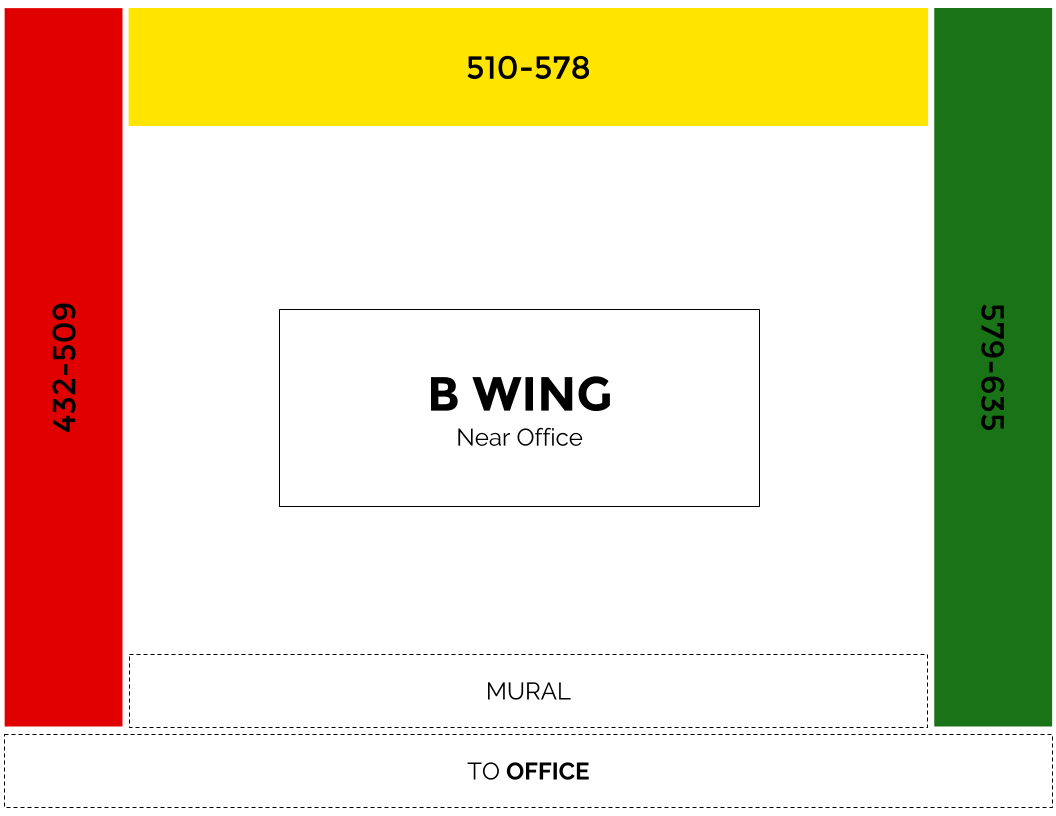 510-578
432-509
579-635
B WING
Near Office
MURAL
TO OFFICE